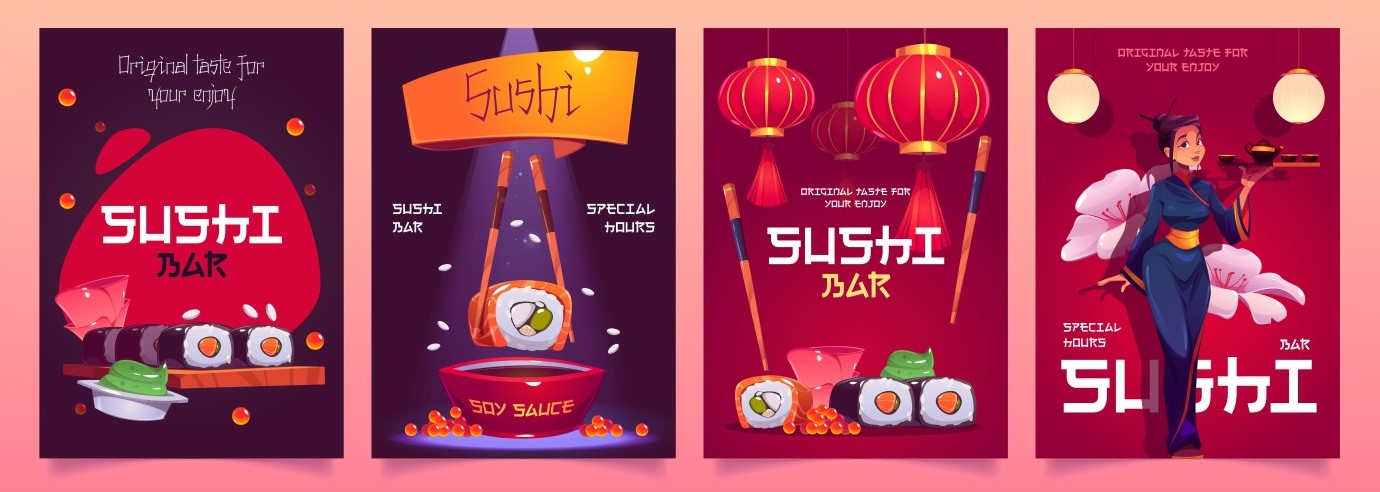 Original taste for
your enjoy
SUSHI
BAR
Sushi
SUSHI
BAR
SPECIAL
HOURS
SOY SAUCE
ORIGINAL TASTE FOR
YOUR ENJOY
SUSHI
BAR
ORIGINAL TASTE FOR
YOUR ENJOY
SPECIAL
HOURS
BAR
SUSHI